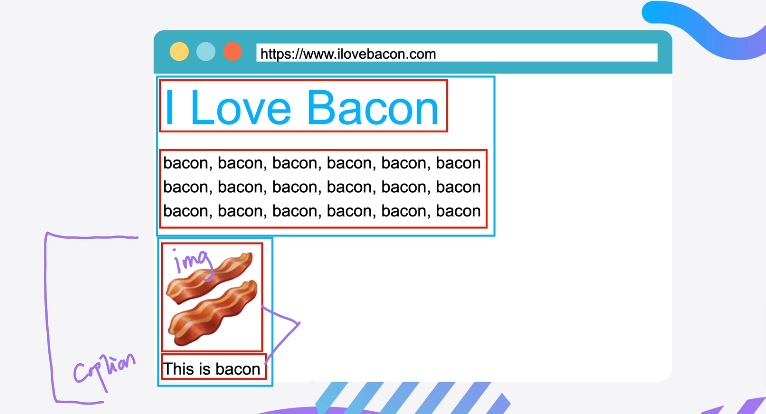 https://www.ilovebacon.com
I Love Bacon
bacon, bacon, bacon, bacon, bacon, bacon
bacon, bacon, bacon, bacon, bacon, bacon
bacon, bacon, bacon, bacon, bacon, bacon
img
This is bacon
Caption